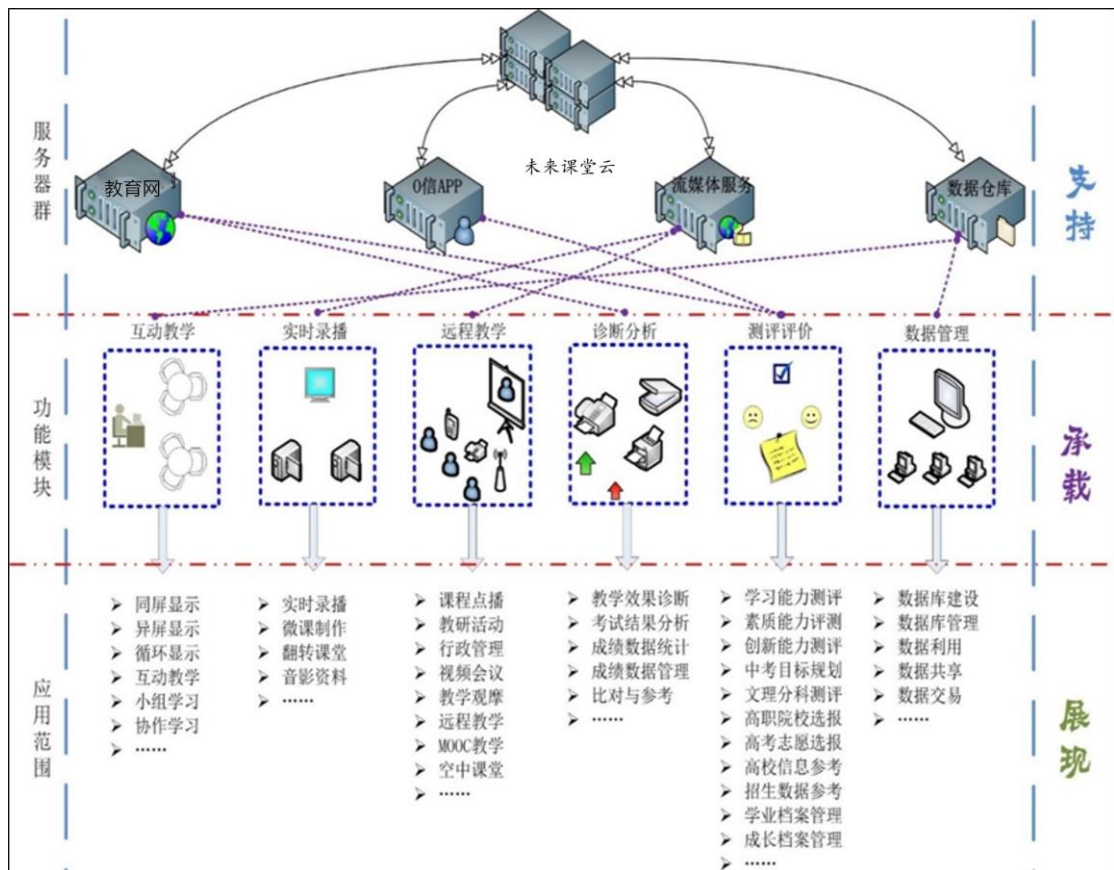 未来课堂云
教育网
O信APP
流媒体服务
数据仓库
服务器群
支持
互动教学
实时录播
远程教学
诊断分析
测评评价
数据管理
功能模块
承载
同屏显示
异屏显示
循环显示
互动教学
小组学习
协作学习
……
实时录播
微课制作
翻转课堂
音影资料
……
课程点播
教研活动
行政管理
视频会议
教学观摩
远程教学
MOOC教学
空中课堂
……
教学效果诊断
考试结果分析
成绩数据统计
成绩数据管理
比对与参考
……
学习能力测评
素质能力评测
创新能力测评
中考目标规划
文理分科测评
高职院校选报
高考志愿选报
高校信息参考
招生数据参考
学业档案管理
成长档案管理
……
数据库建设
数据库管理
数据利用
数据共享
数据交易
……
应用范围
展现